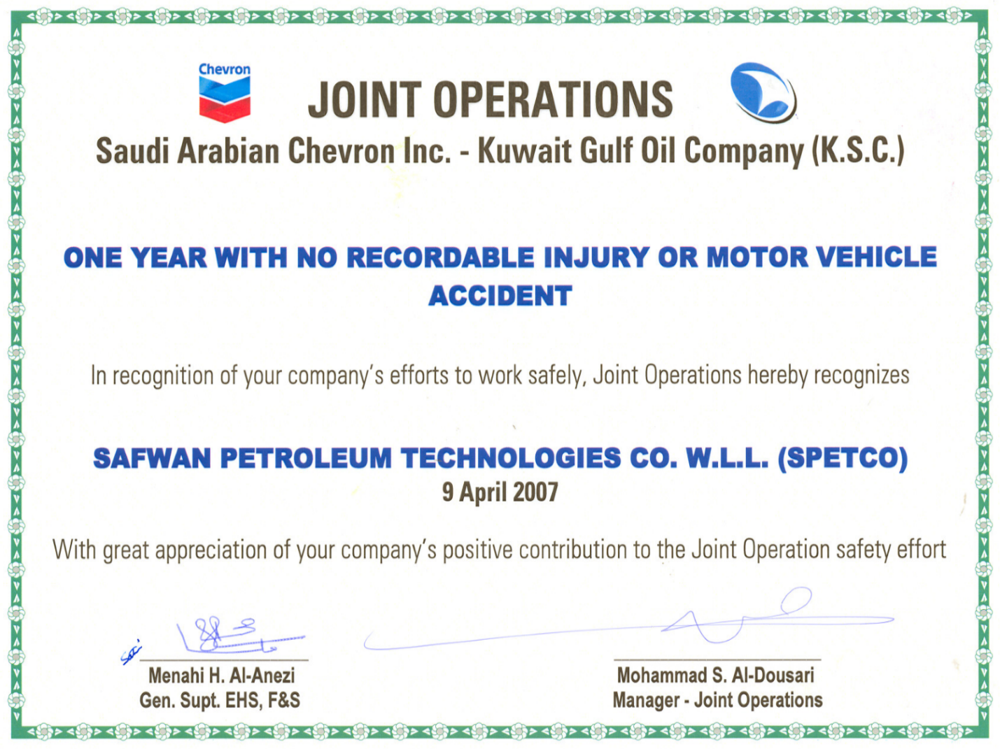 Chevron
JOINT OPERATIONS
Saudi Arabian Chevron Inc. - Kuwait Gulf Oil Company (K.S.C.)
ONE YEAR WITH NO RECORDABLE INJURY OR MOTOR VEHICLE
ACCIDENT
In recognition of your company's efforts to work safely, Joint Operations hereby recognizes
SAFWAN PETROLEUM TECHNOLOGIES CO. W.L.L. (SPETCO)
9 April 2007
With great appreciation of your company's positive contribution to the Joint Operation safety effort
Menahi H. Al-Anezi
Gen. Supt. EHS, F&S
Mohammad S. Al-Dousari
Manager - Joint Operations